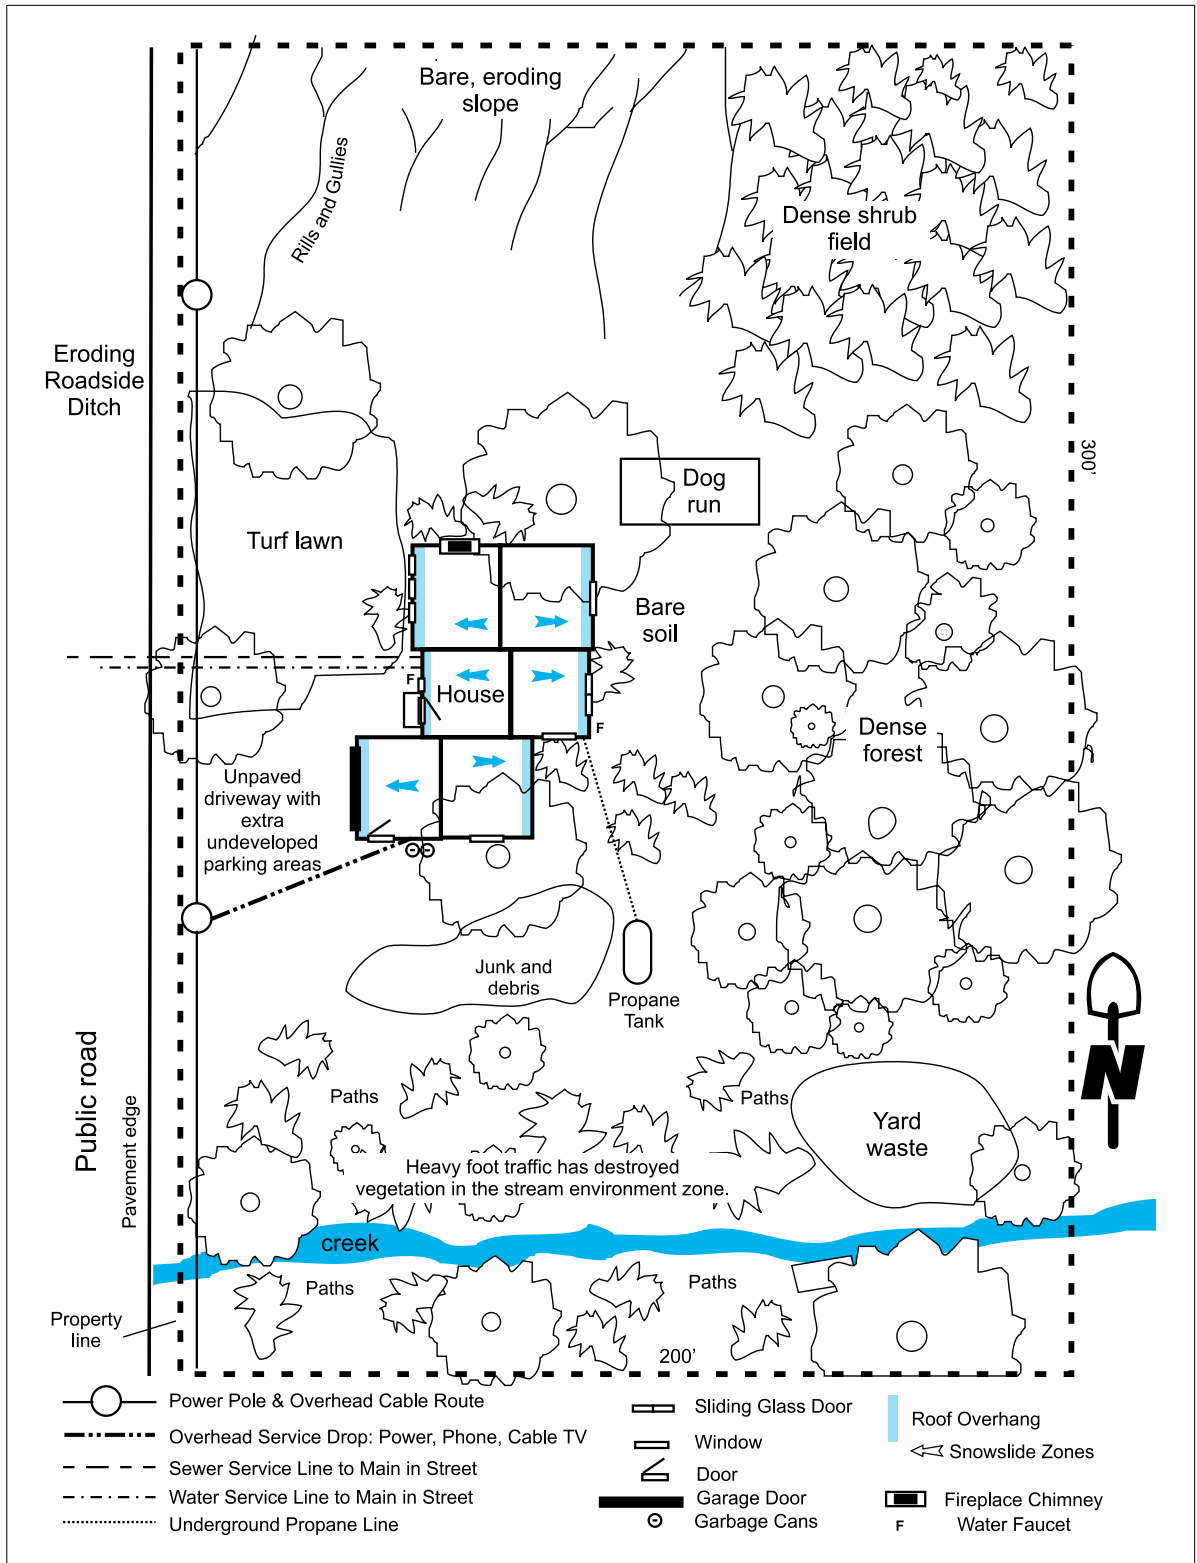 Bare, eroding
slope
Rills and Gullies
Dense shrub
field
Eroding
Roadside
Ditch
300'
Dog
run
Turf lawn
Bare
soil
F
House
F
Dense
forest
Unpaved
driveway with
extra
undeveloped
parking areas
Junk and
debris
Propane
Tank
N
Public road
Pavement edge
Paths
Paths
Yard
waste
Heavy foot traffic has destroyed
vegetation in the stream environment zone.
creek
Paths
Paths
Property
line
200'
Power Pole & Overhead Cable Route
Overhead Service Drop: Power, Phone, Cable TV
Sewer Service Line to Main in Street
Water Service Line to Main in Street
Underground Propane Line
Sliding Glass Door
Window
Door
Garage Door
Garbage Cans
Roof Overhang
Snowslide Zones
Fireplace Chimney
F Water Faucet